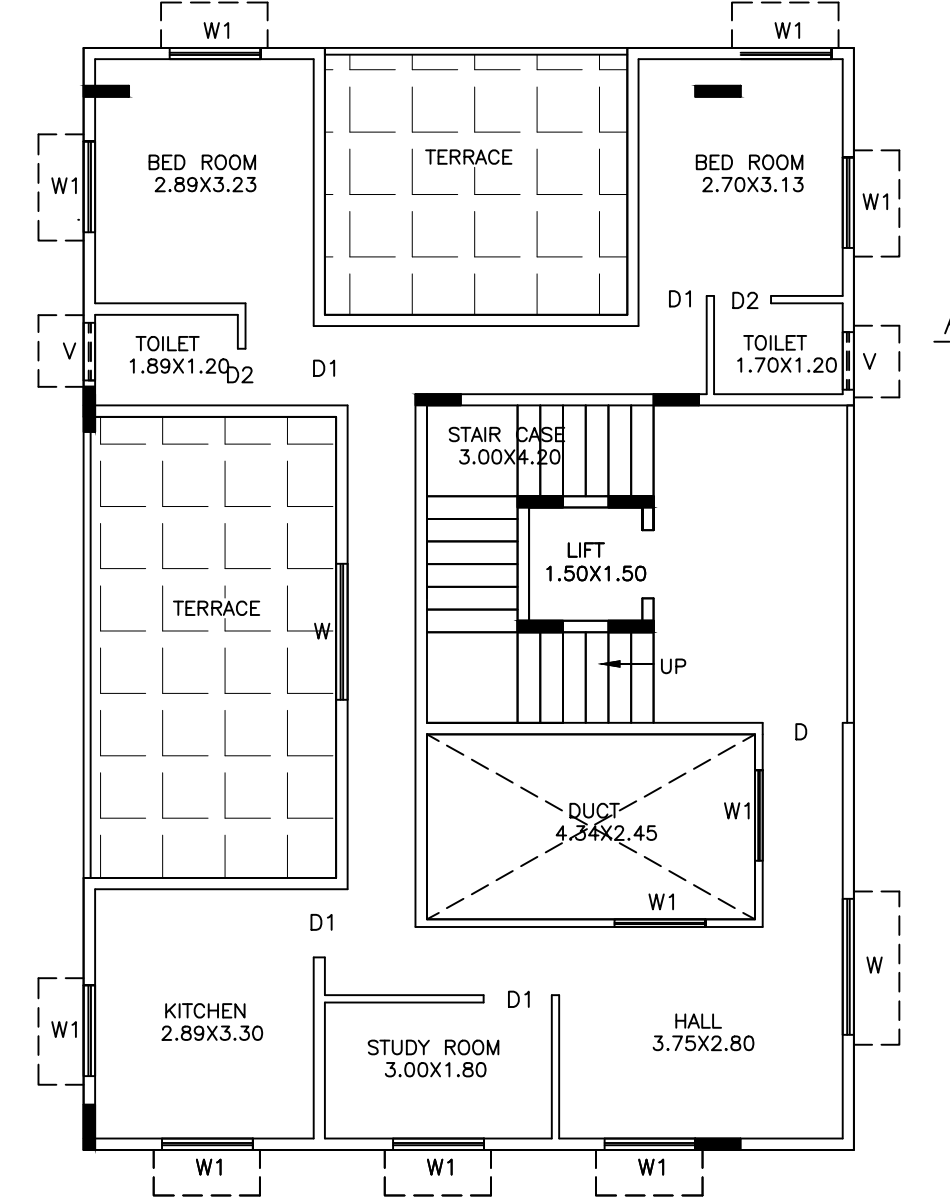 W1
W1
BED ROOM
2.89X3.23
TERRACE
BED ROOM
2.70X3.13
W1
W1
D1
D2
TOILET
1.89X1.20
V
D2
D1
TOILET
1.70X1.20
V
STAIR CASE
3.00X4.20
LIFT
1.50X1.50
TERRACE
W
UP
D
DUCT
4.34X2.45
W1
W1
D1
W
KITCHEN
2.89X3.30
W1
D1
HALL
3.75X2.80
STUDY ROOM
3.00X1.80
W1
W1
W1